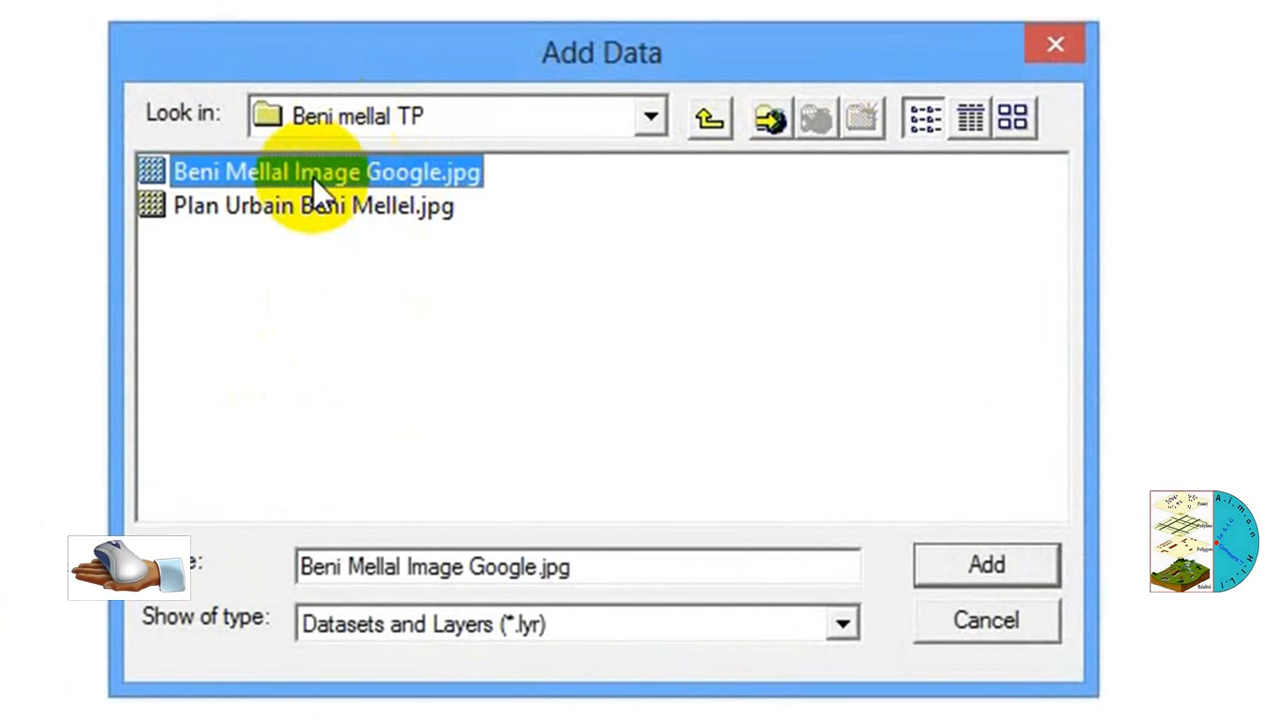 Add Data
Look in:
Beni mellal TP
Beni Mellal Image Google.jpg
Plan Urbain Beni Mellel.jpg
Beni Mellal Image Google.jpg
Add
Show of type:
Datasets and Layers (*.lyr)
Cancel